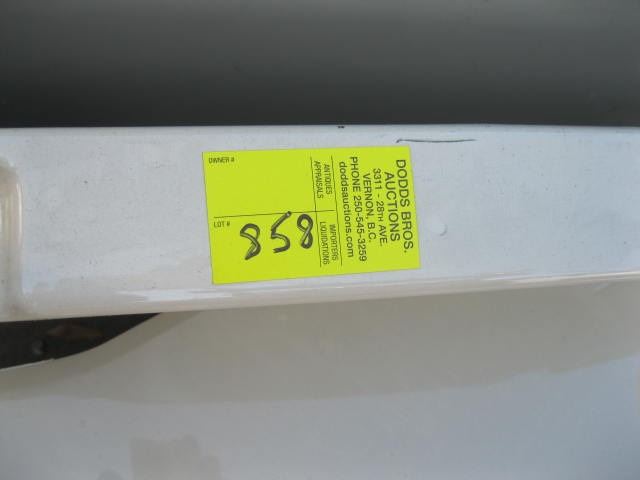 DODDS BROS.
AUCTIONS
3311 - 28TH AVE.
VERNON, B.C.
PHONE 250-545-3259
doddsauctions.com
ANTIQUES IMPORTERS
APPRAISALS LIQUIDATIONS
OWNER #
LOT #
858